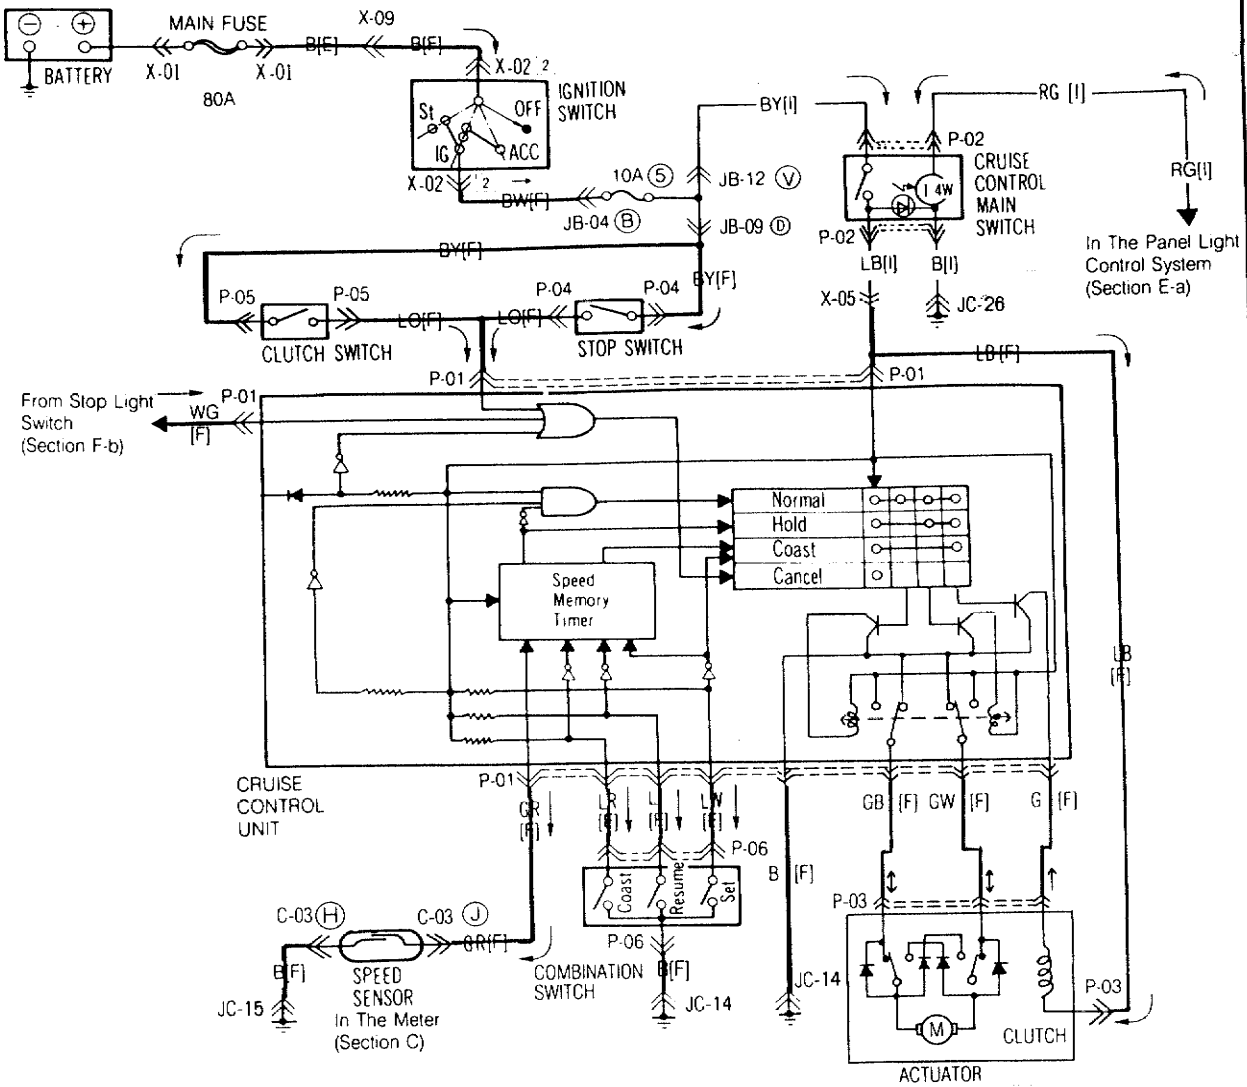 MAIN FUSE
X-09
B[E]
B[F]
BATTERY
X-01
X-01
80A
X-02
2
IGNITION
SWITCH
St
OFF
IG
ACC
X-02
2
BW[F]
10A (5)
JB-04 (B)
JB-12 (V)
JB-09 (D)
BY[I]
RG [I]
P-02
CRUISE
CONTROL
MAIN
SWITCH
1 4W
RG[I]
P-02
LB[I]
B[I]
X-05
JC-26
In The Panel Light
Control System
(Section E-a)
BY[F]
BY[F]
P-05
P-05
P-04
P-04
LO[F]
LO[F]
CLUTCH SWITCH
STOP SWITCH
LB[F]
P-01
P-01
From Stop Light
Switch
(Section F-b)
P-01
WG
[F]
Normal
Hold
Coast
Cancel
Speed
Memory
Timer
LB
[F]
CRUISE
CONTROL
UNIT
P-01
GR
[F]
LR
[F]
L
[F]
LW
[F]
GB [F]
GW [F]
G [F]
P-06
B [F]
Coast
Resume
Set
P-03
C-03 (H)
C-03 (J)
GR[F]
B[F]
SPEED
SENSOR
In The Meter
(Section C)
JC-15
P-06
COMBINATION
SWITCH
B[F]
JC-14
JC-14
P-03
M
CLUTCH
ACTUATOR